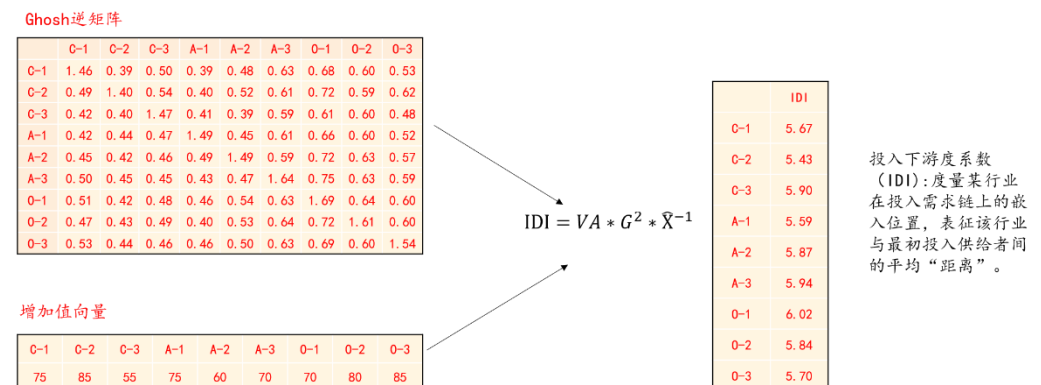 Ghosh逆矩阵
C-1 C-2 C-3 A-1 A-2 A-3 O-1 O-2 O-3
C-1 1.46 0.39 0.50 0.39 0.48 0.63 0.68 0.60 0.53
C-2 0.49 1.40 0.54 0.40 0.52 0.61 0.72 0.59 0.62
C-3 0.42 0.40 1.47 0.41 0.39 0.59 0.61 0.60 0.48
A-1 0.42 0.44 0.47 1.49 0.45 0.61 0.66 0.60 0.52
A-2 0.45 0.42 0.46 0.49 1.49 0.59 0.72 0.63 0.57
A-3 0.50 0.45 0.45 0.43 0.47 1.64 0.75 0.63 0.59
O-1 0.51 0.42 0.48 0.46 0.54 0.63 1.69 0.64 0.60
O-2 0.47 0.43 0.49 0.40 0.53 0.64 0.72 1.61 0.60
O-3 0.53 0.44 0.46 0.46 0.50 0.63 0.69 0.60 1.54
增加值向量
C-1 C-2 C-3 A-1 A-2 A-3 O-1 O-2 O-3
75 85 55 75 60 70 70 80 85
IDI = VA * G² * X̂⁻¹
IDI
C-1 5.67
C-2 5.43
C-3 5.90
A-1 5.59
A-2 5.87
A-3 5.94
O-1 6.02
O-2 5.84
O-3 5.70
投入下游度系数
（IDI）:度量某行业
在投入需求链上的嵌
入位置，表征该行业
与最初投入供给者间
的平均“距离”。